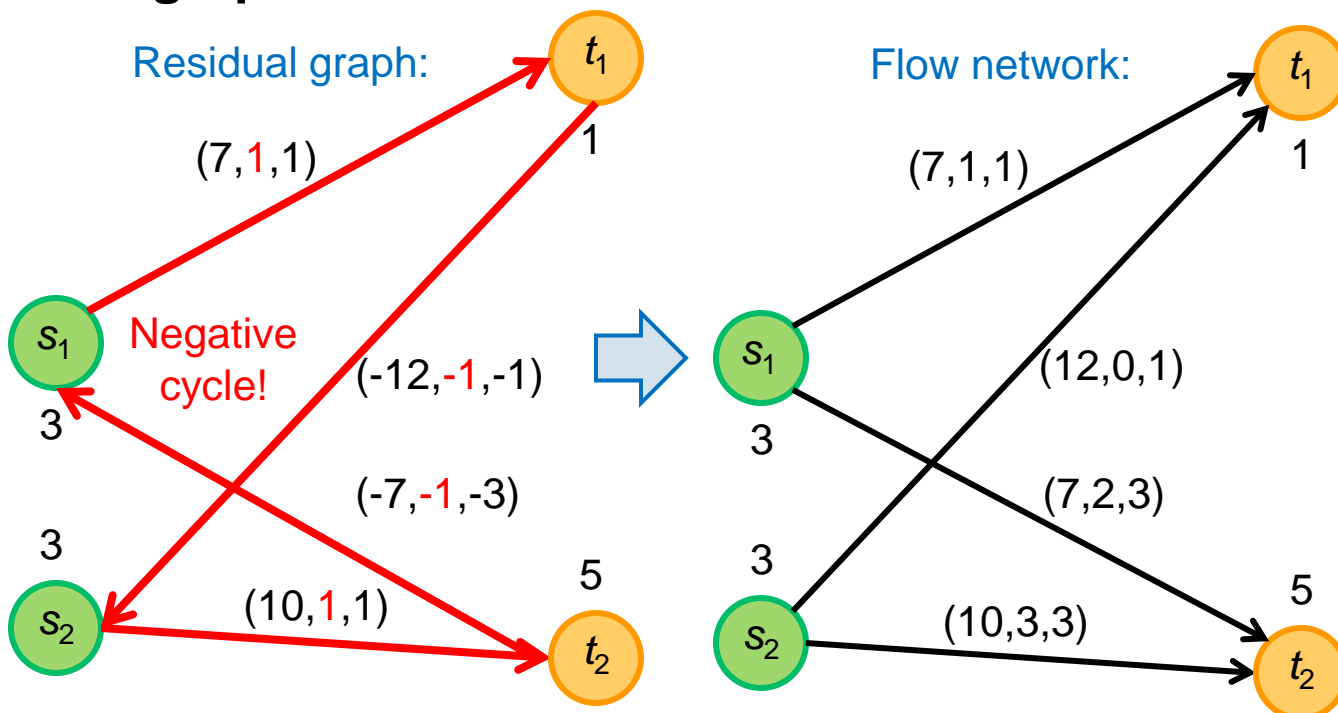 Residual graph:
t1
(7,1,1)
1
s1
Negative
cycle!
3
(-12,-1,-1)
(-7,-1,-3)
3
s2
(10,1,1)
5
t2
Flow network:
t1
(7,1,1)
1
s1
3
(12,0,1)
(7,2,3)
3
s2
(10,3,3)
5
t2